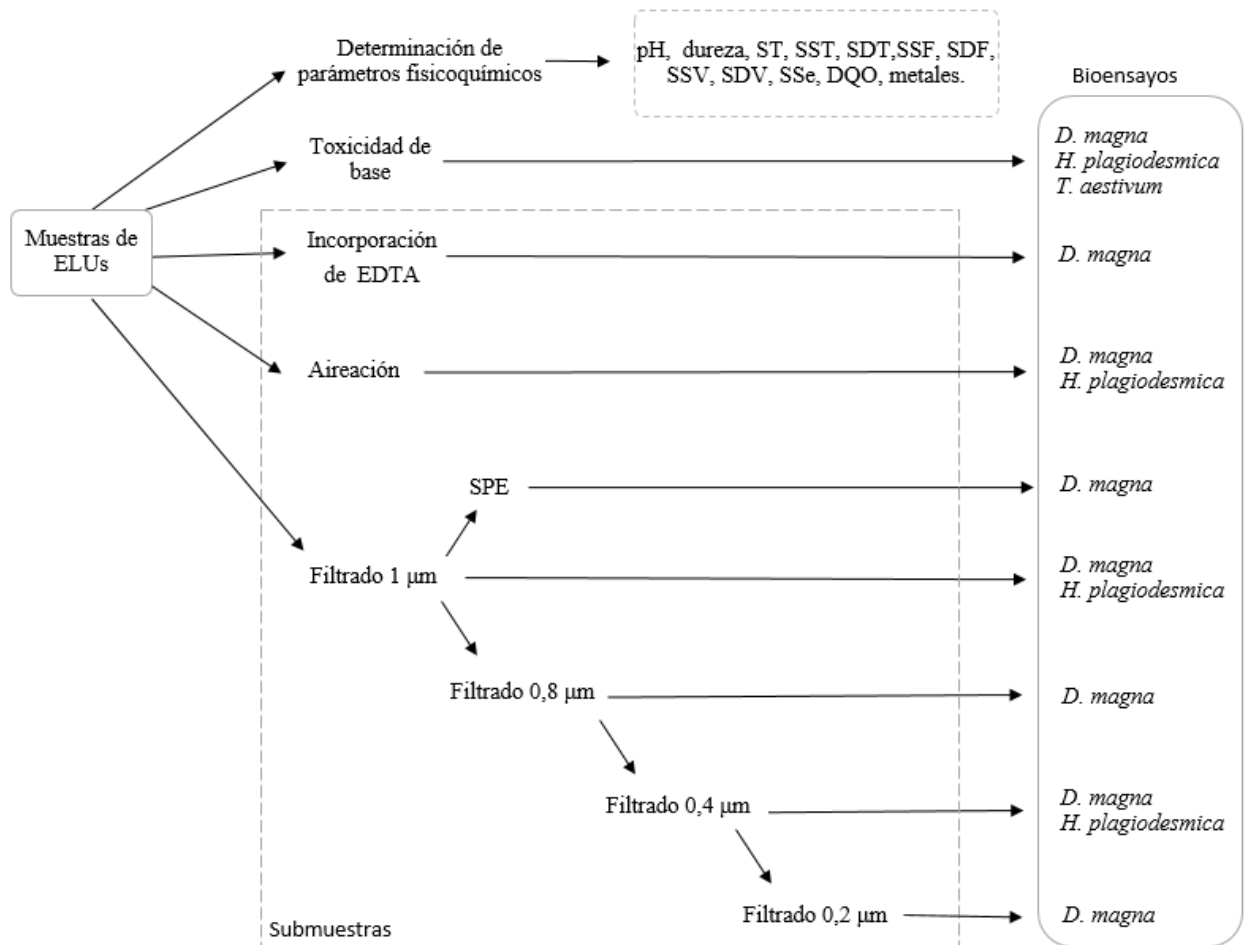 Determinación de
parámetros fisicoquímicos
pH, dureza, ST, SST, SDT,SSF, SDF,
SSV, SDV, SSe, DQO, metales.
Bioensayos
Toxicidad de
base
D. magna
H. plagiodesmica
T. aestivum
Muestras de
ELUs
Incorporación
de EDTA
D. magna
Aireación
D. magna
H. plagiodesmica
SPE
D. magna
Filtrado 1 µm
D. magna
H. plagiodesmica
Filtrado 0,8 µm
D. magna
Filtrado 0,4 µm
D. magna
H. plagiodesmica
Filtrado 0,2 µm
D. magna
Submuestras